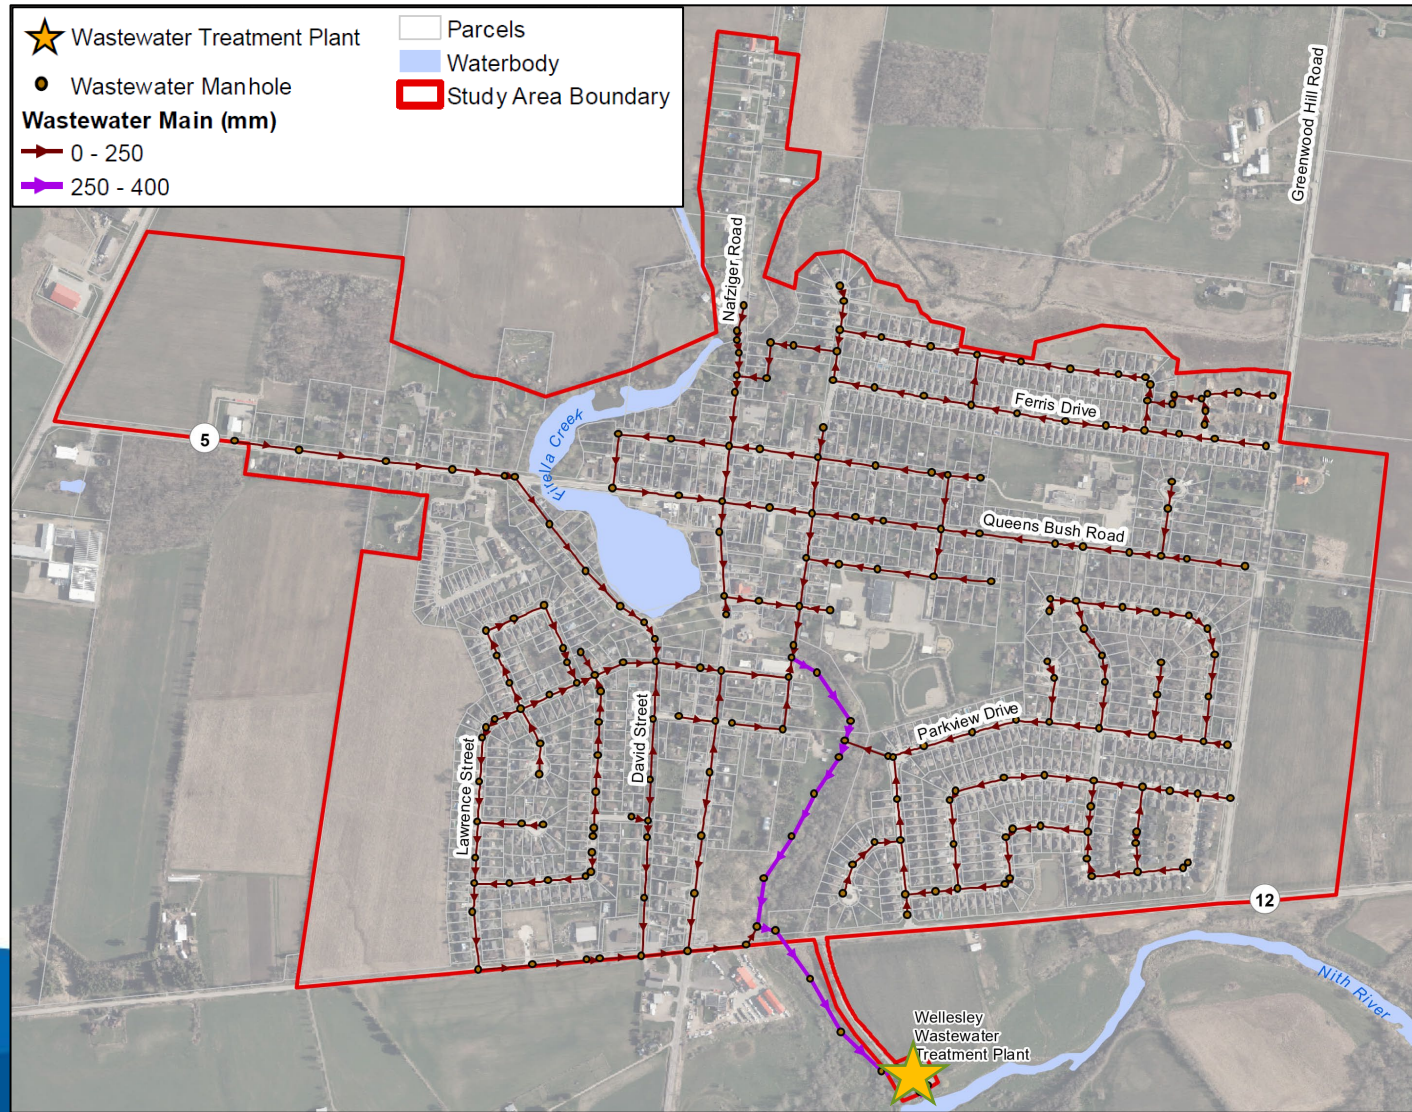 Wastewater Treatment Plant
Wastewater Manhole
Wastewater Main (mm)
0 - 250
250 - 400
Parcels
Waterbody
Study Area Boundary
Greenwood Hill Road
Nafziger Road
Ferris Drive
5
Firella Creek
Queens Bush Road
Parkview Drive
David Street
Lawrence Street
12
Nith River
Wellesley
Wastewater
Treatment Plant